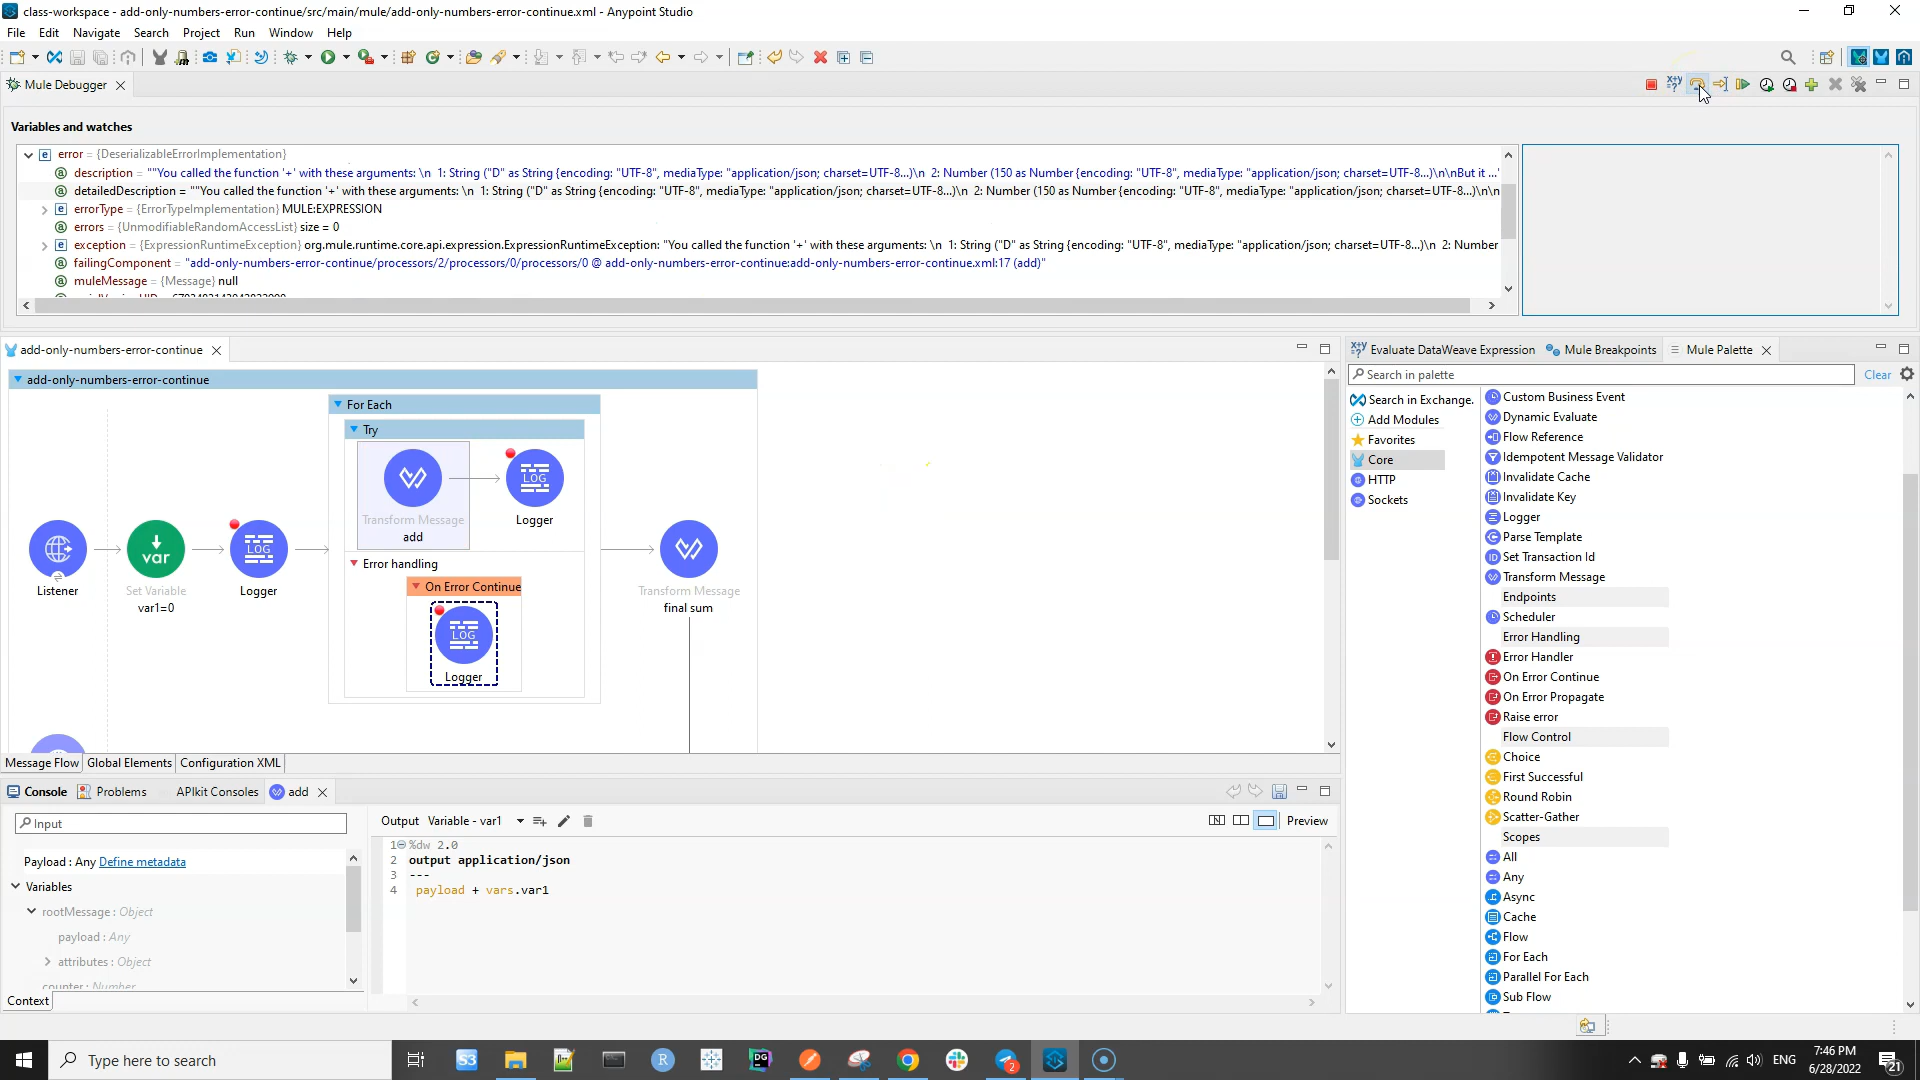 class-workspace - add-only-numbers-error-continue/src/main/mule/add-only-numbers-error-continue.xml - Anypoint Studio
File Edit Navigate Search Project Run Window Help
Mule Debugger
Variables and watches
error = {DeserializableErrorImplementation}
description = ""You called the function '+' with these arguments: \n 1: String ("D" as String {encoding: "UTF-8", mediaType: "application/json; charset=UTF-8...)\n 2: Number (150 as Number {encoding: "UTF-8", mediaType: "application/json; charset=UTF-8...)\n\nBut it ..."
detailedDescription = ""You called the function '+' with these arguments: \n 1: String ("D" as String {encoding: "UTF-8", mediaType: "application/json; charset=UTF-8...)\n 2: Number (150 as Number {encoding: "UTF-8", mediaType: "application/json; charset=UTF-8...)\n\n
errorType = {ErrorTypeImplementation} MULE:EXPRESSION
errors = {UnmodifiableRandomAccessList} size = 0
exception = {ExpressionRuntimeException} org.mule.runtime.core.api.expression.ExpressionRuntimeException: "You called the function '+' with these arguments: \n 1: String ("D" as String {encoding: "UTF-8", mediaType: "application/json; charset=UTF-8...)\n 2: Number
failingComponent = "add-only-numbers-error-continue/processors/2/processors/0/processors/0 @ add-only-numbers-error-continue:add-only-numbers-error-continue.xml:17 (add)"
muleMessage = {Message} null
add-only-numbers-error-continue
add-only-numbers-error-continue
For Each
Try
LOG
Transform Message
add
Logger
var
LOG
Listener
Set Variable
var1=0
Logger
Error handling
On Error Continue
LOG
Logger
Transform Message
final sum
Message Flow Global Elements Configuration XML
Evaluate DataWeave Expression Mule Breakpoints Mule Palette
Search in palette
Clear
Search in Exchange.
Add Modules
Favorites
Core
HTTP
Sockets
Custom Business Event
Dynamic Evaluate
Flow Reference
Idempotent Message Validator
Invalidate Cache
Invalidate Key
Logger
Parse Template
Set Transaction Id
Transform Message
Endpoints
Scheduler
Error Handling
Error Handler
On Error Continue
On Error Propagate
Raise error
Flow Control
Choice
First Successful
Round Robin
Scatter-Gather
Scopes
All
Any
Async
Cache
Flow
For Each
Parallel For Each
Sub Flow
Console Problems APIkit Consoles add
Input
Payload : Any Define metadata
Variables
rootMessage : Object
payload : Any
attributes : Object
counter : Number
Context
Output Variable - var1
Preview
1 %dw 2.0
2 output application/json
3 ---
4 payload + vars.var1
Type here to search
S3
R
DG
2
ENG
7:46 PM
6/28/2022
21